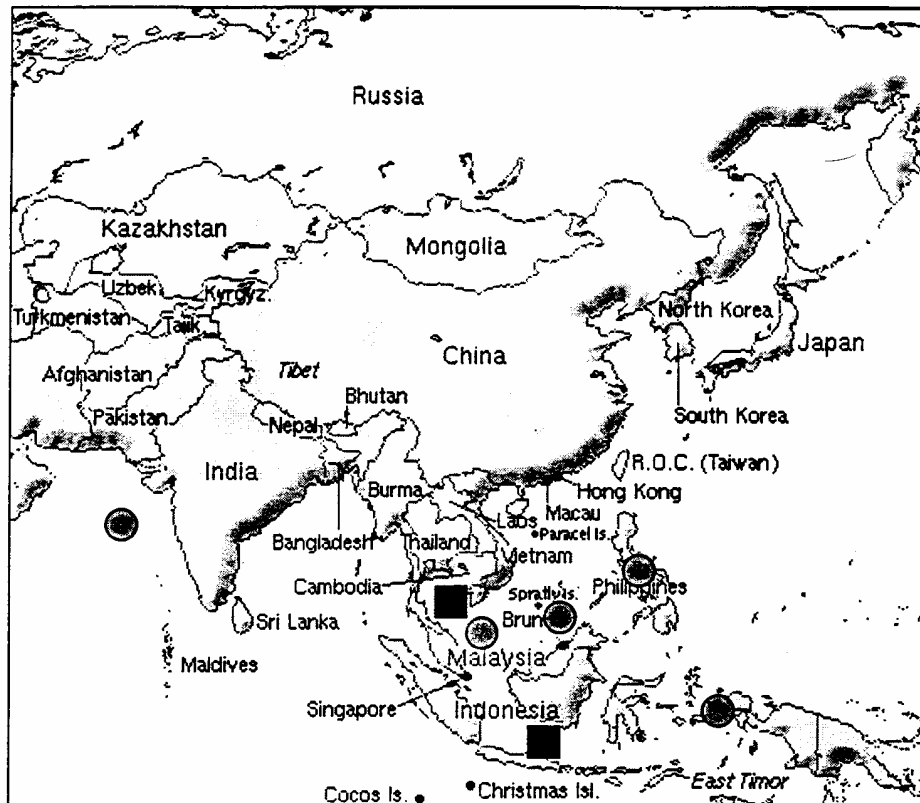 Russia
Kazakhstan
Mongolia
Uzbek.
Kyrgyz.
Turkmenistan
Tajik
North Korea
China
Japan
Afghanistan
Tibet
Bhutan
Pakistan
Nepal
South Korea
India
R.O.C. (Taiwan)
Burma
Hong Kong
Laos
Macau
Paracel Is.
Bangladesh
Thailand
Vietnam
Cambodia
Philippines
Spratly Is.
Sri Lanka
Brun
Malaysia
Maldives
Singapore
Indonesia
East Timor
Cocos Is.
Christmas Isl.